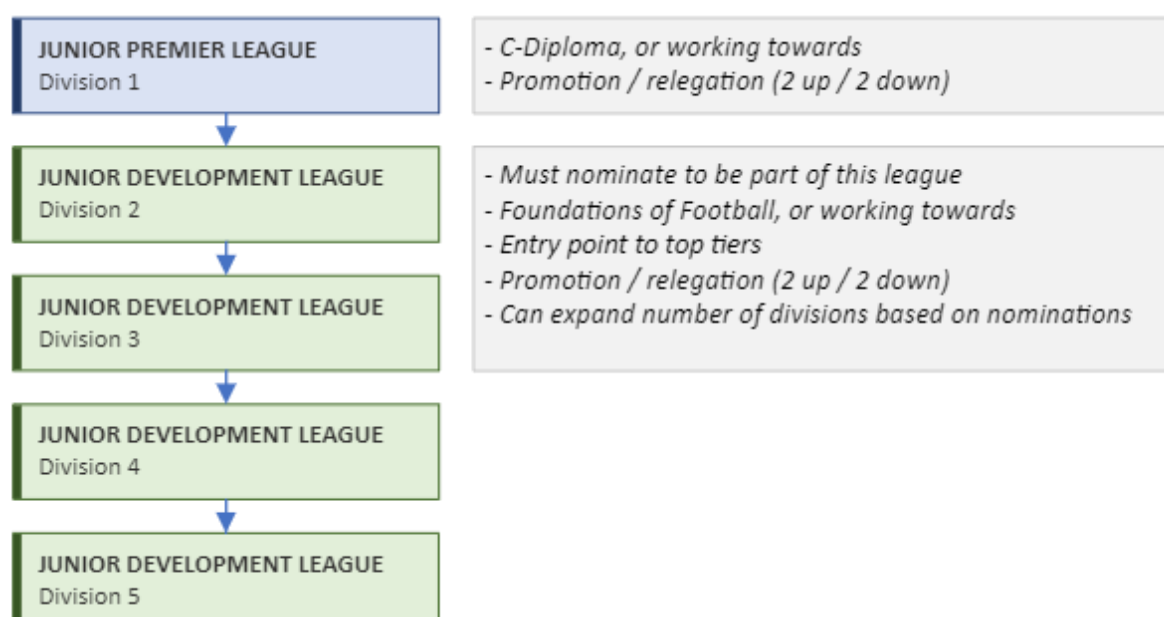 JUNIOR PREMIER LEAGUE
Division 1
- C-Diploma, or working towards
- Promotion / relegation (2 up / 2 down)
JUNIOR DEVELOPMENT LEAGUE
Division 2
- Must nominate to be part of this league
- Foundations of Football, or working towards
- Entry point to top tiers
- Promotion / relegation (2 up / 2 down)
- Can expand number of divisions based on nominations
JUNIOR DEVELOPMENT LEAGUE
Division 3
JUNIOR DEVELOPMENT LEAGUE
Division 4
JUNIOR DEVELOPMENT LEAGUE
Division 5